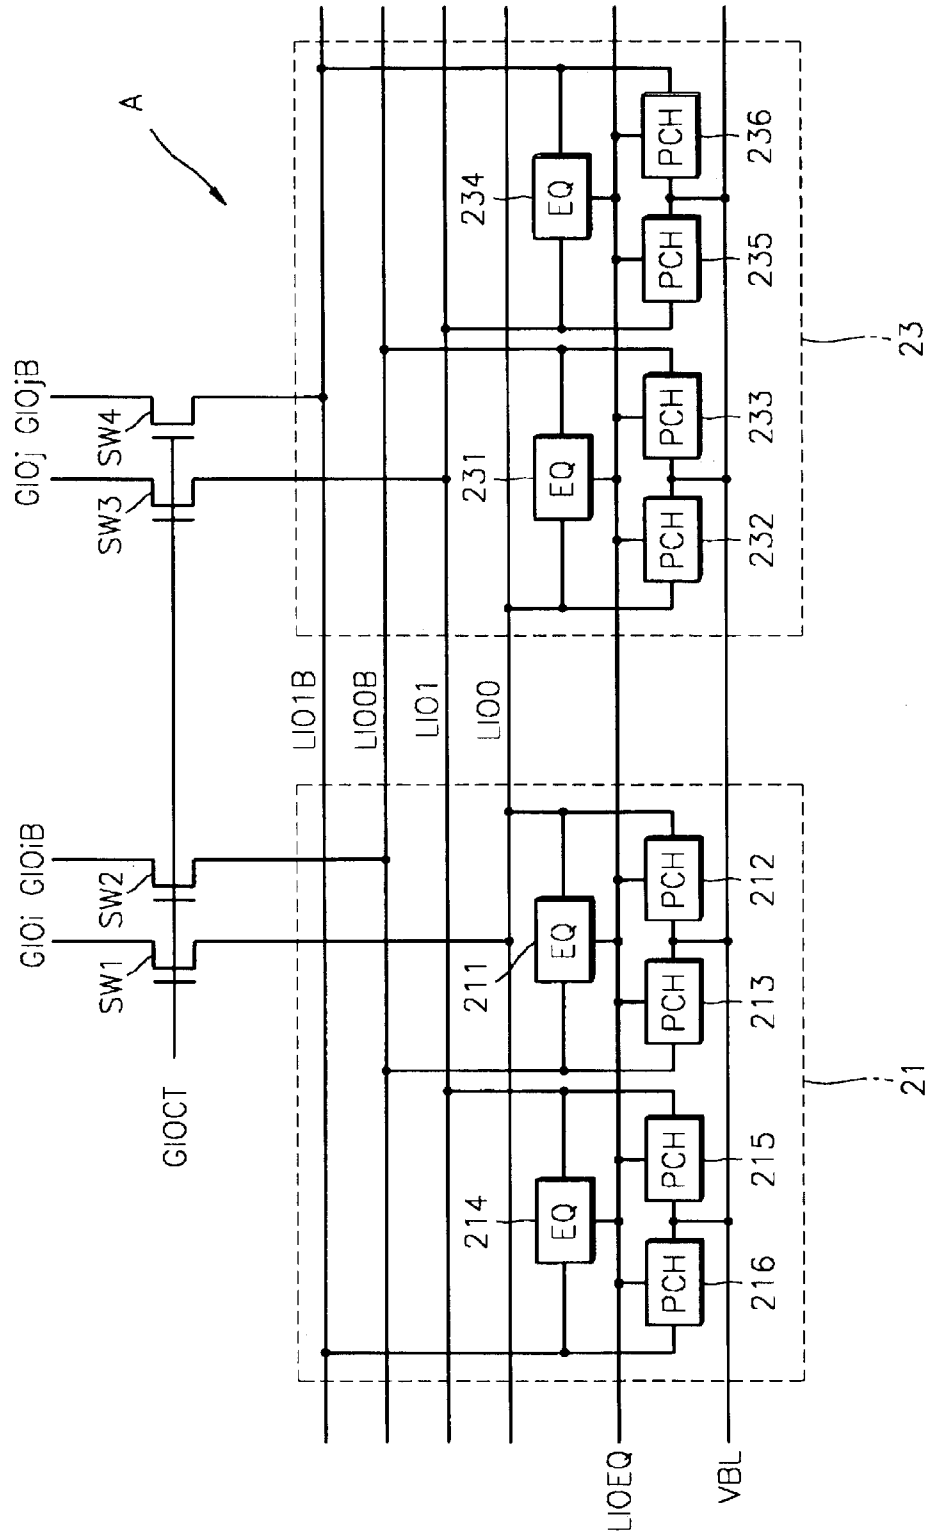 A
GIOi
GIOiB
GIOj
GIOjB
SW1
SW2
SW3
SW4
GIOCT
LIO1B
LIO0B
LIO1
LIO0
214
211
231
234
EQ
EQ
EQ
EQ
LIOEQ
PCH
PCH
PCH
PCH
PCH
PCH
PCH
PCH
216
215
213
212
232
233
235
236
VBL
21
23